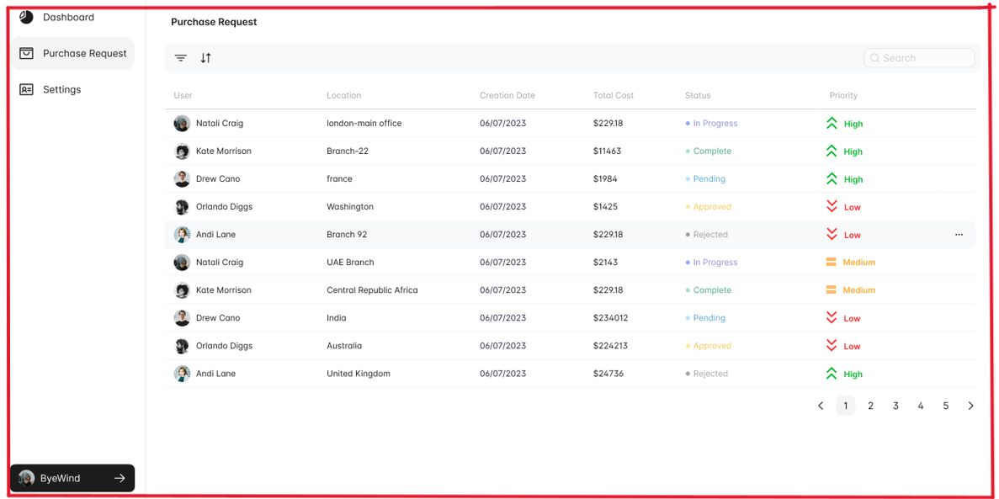 Dashboard
Purchase Request
Settings
ByeWind
Purchase Request
Search
User Location Creation Date Total Cost Status Priority
Natali Craig london-main office 06/07/2023 $229.18 In Progress High
Kate Morrison Branch-22 06/07/2023 $11463 Complete High
Drew Cano france 06/07/2023 $1984 Pending High
Orlando Diggs Washington 06/07/2023 $1425 Approved Low
Andi Lane Branch 92 06/07/2023 $229.18 Rejected Low ...
Natali Craig UAE Branch 06/07/2023 $2143 In Progress Medium
Kate Morrison Central Republic Africa 06/07/2023 $229.18 Complete Medium
Drew Cano India 06/07/2023 $234012 Pending Low
Orlando Diggs Australia 06/07/2023 $224213 Approved Low
Andi Lane United Kingdom 06/07/2023 $24736 Rejected High
1 2 3 4 5